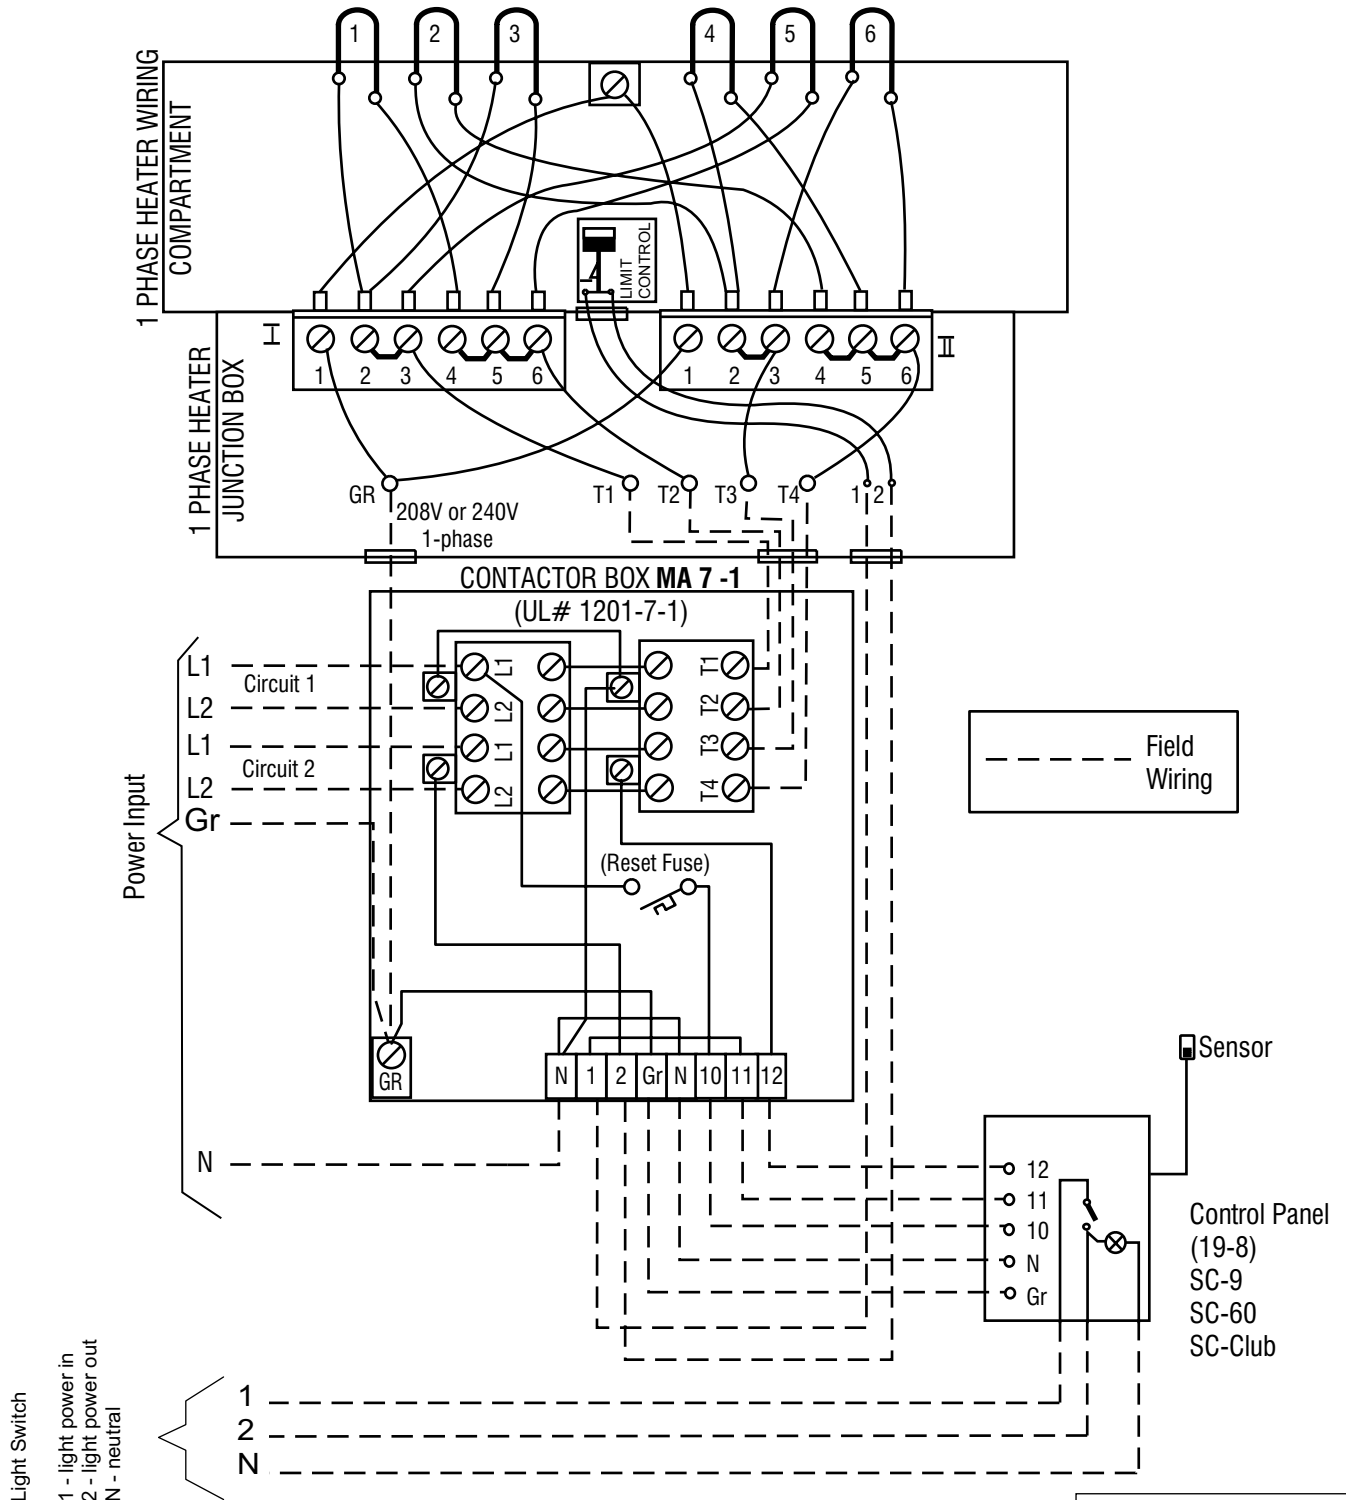 1 2 3 4 5 6
1 PHASE HEATER WIRING
COMPARTMENT
LIMIT
CONTROL
I
1 2 3 4 5 6
1 2 3 4 5 6
II
1 PHASE HEATER
JUNCTION BOX
GR
T1
T2
T3
T4
1
2
208V or 240V
1-phase
CONTACTOR BOX MA 7 -1
(UL# 1201-7-1)
Power Input
L1
Circuit 1
L2
L1
Circuit 2
L2
Gr
L1
L2
L1
L2
T1
T2
T3
T4
Field
Wiring
(Reset Fuse)
GR
N 1 2 Gr N 10 11 12
N
Sensor
12
11
10
N
Gr
Control Panel
(19-8)
SC-9
SC-60
SC-Club
Light Switch
1 - light power in
2 - light power out
N - neutral
1
2
N